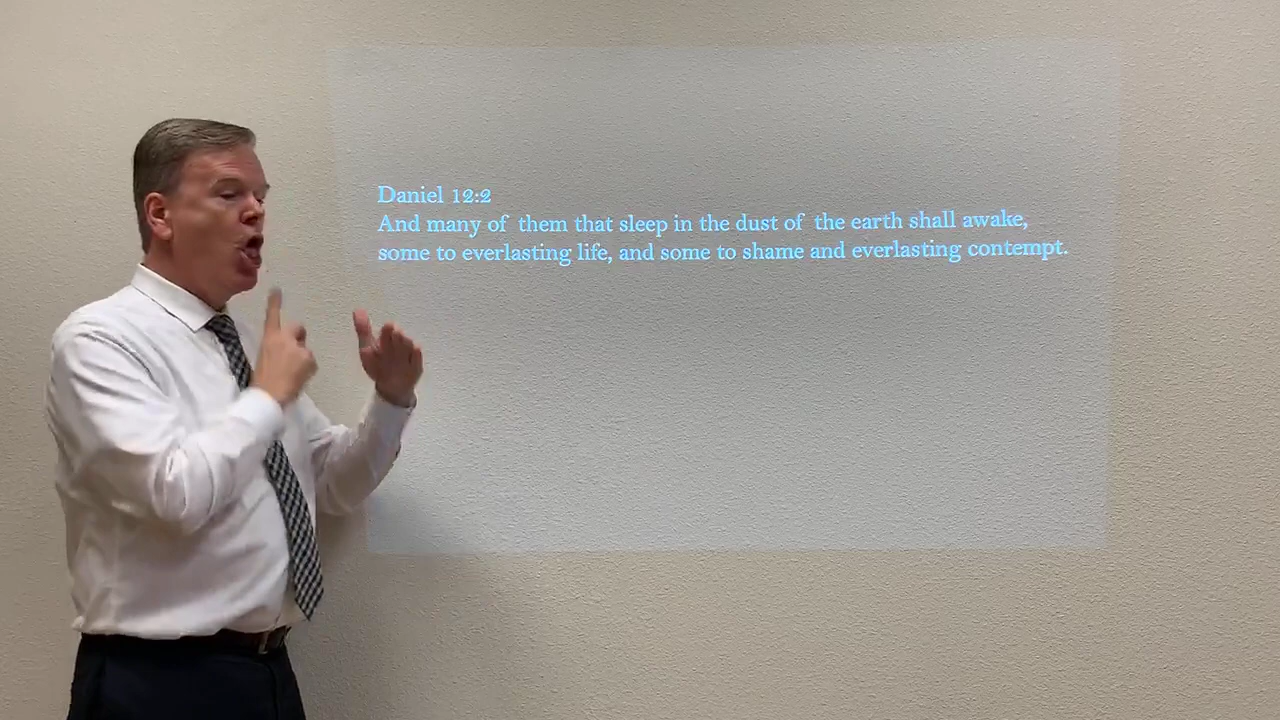 Daniel 12:2
And many of them that sleep in the dust of the earth shall awake,
some to everlasting life, and some to shame and everlasting contempt.